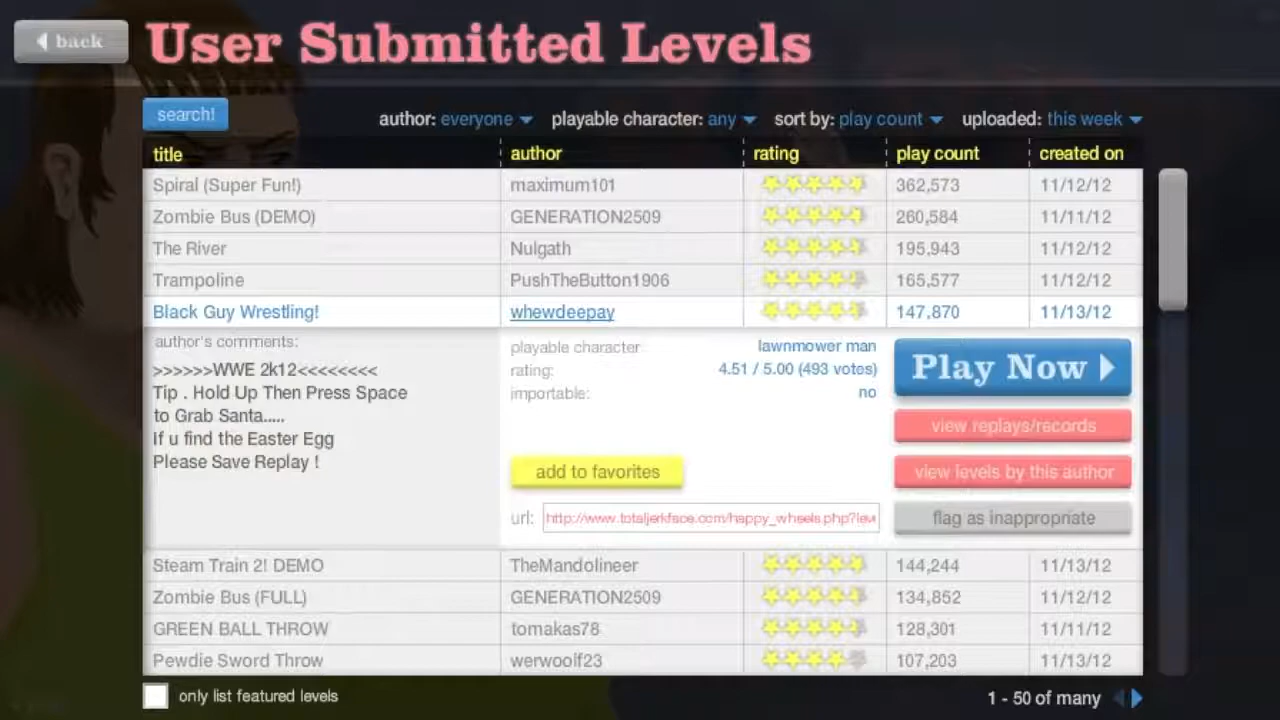 back
User Submitted Levels
search!
author: everyone playable character: any sort by: play count uploaded: this week
title author rating play count created on
Spiral (Super Fun!) maximum101 362,573 11/12/12
Zombie Bus (DEMO) GENERATION2509 260,584 11/11/12
The River Nulgath 195,943 11/12/12
Trampoline PushTheButton1906 165,577 11/12/12
Black Guy Wrestling! whewdeepay 147,870 11/13/12
author's comments:
>>>>>>WWE 2k12<<<<<<<<
Tip . Hold Up Then Press Space
to Grab Santa.....
If u find the Easter Egg
Please Save Replay !
playable character: lawnmower man
rating: 4.51 / 5.00 (493 votes)
importable: no
add to favorites
url: http://www.totaljerkface.com/happy_wheels.php?lev
Play Now
view replays/records
view levels by this author
flag as inappropriate
Steam Train 2! DEMO TheMandolineer 144,244 11/13/12
Zombie Bus (FULL) GENERATION2509 134,852 11/12/12
GREEN BALL THROW tomakas78 128,301 11/11/12
Pewdie Sword Throw werwoolf23 107,203 11/13/12
only list featured levels
1 - 50 of many